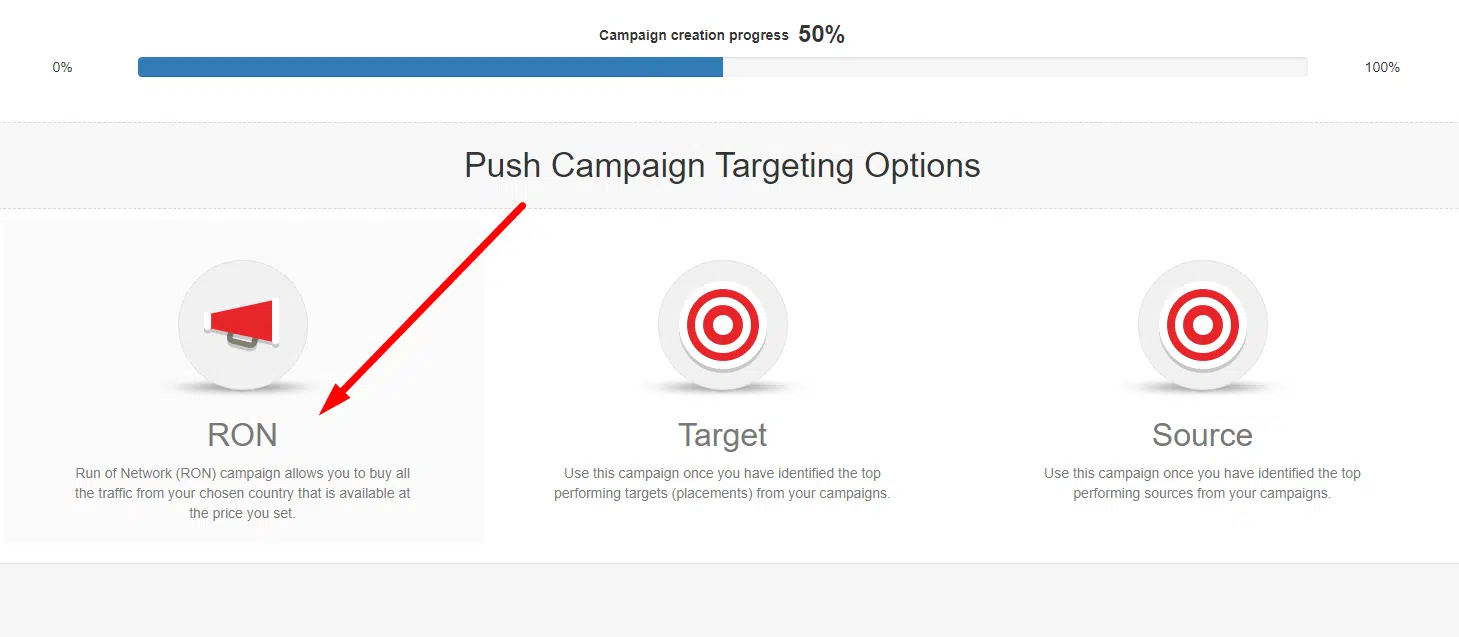 Campaign creation progress 50%
0%
100%
Push Campaign Targeting Options
RON
Run of Network (RON) campaign allows you to buy all
the traffic from your chosen country that is available at
the price you set.
Target
Use this campaign once you have identified the top
performing targets (placements) from your campaigns.
Source
Use this campaign once you have identified the top
performing sources from your campaigns.